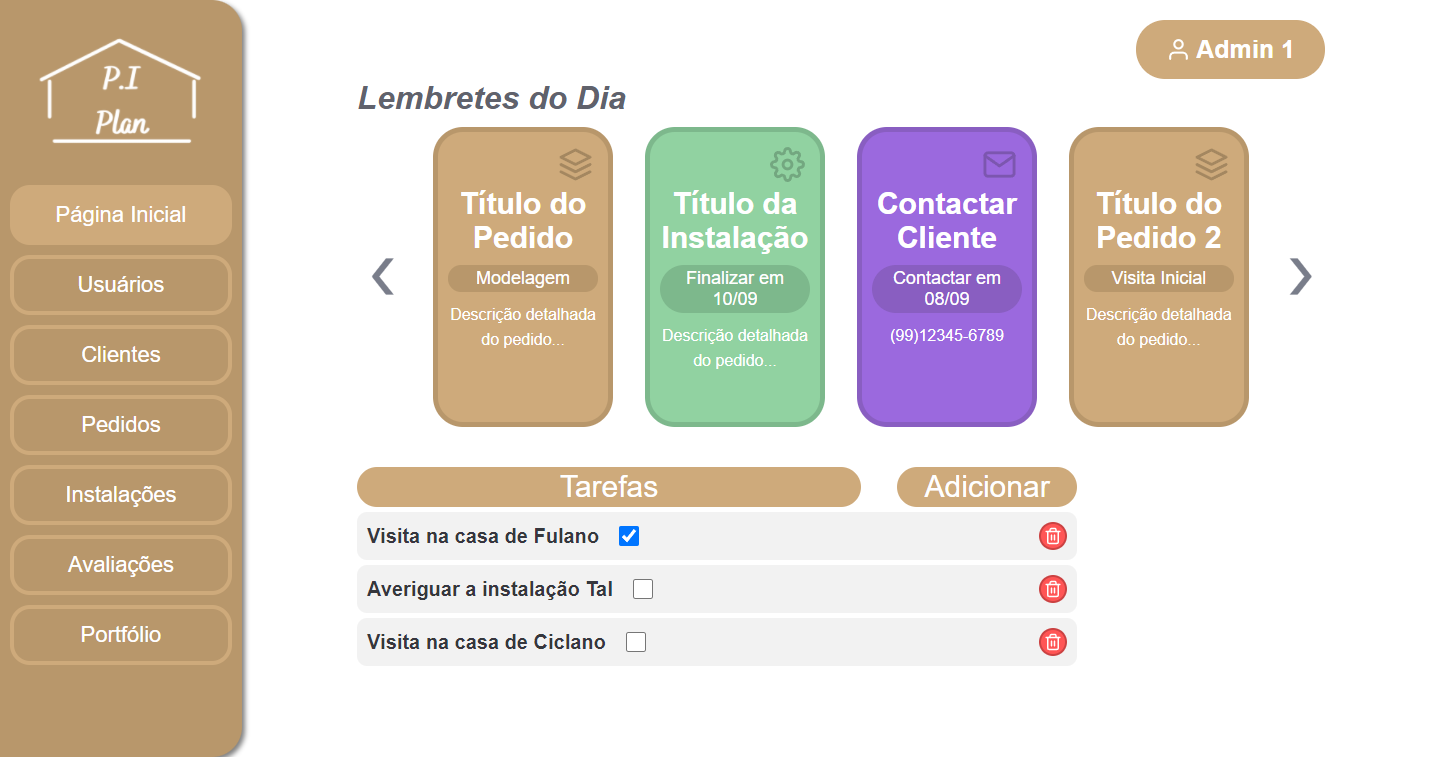 P.I
Plan
Página Inicial
Usuários
Clientes
Pedidos
Instalações
Avaliações
Portfólio
Admin 1
Lembretes do Dia
Título do
Pedido
Modelagem
Descrição detalhada
do pedido...
Título da
Instalação
Finalizar em
10/09
Descrição detalhada
do pedido...
Contactar
Cliente
Contactar em
08/09
(99)12345-6789
Título do
Pedido 2
Visita Inicial
Descrição detalhada
do pedido...
Tarefas
Adicionar
Visita na casa de Fulano
Averiguar a instalação Tal
Visita na casa de Ciclano